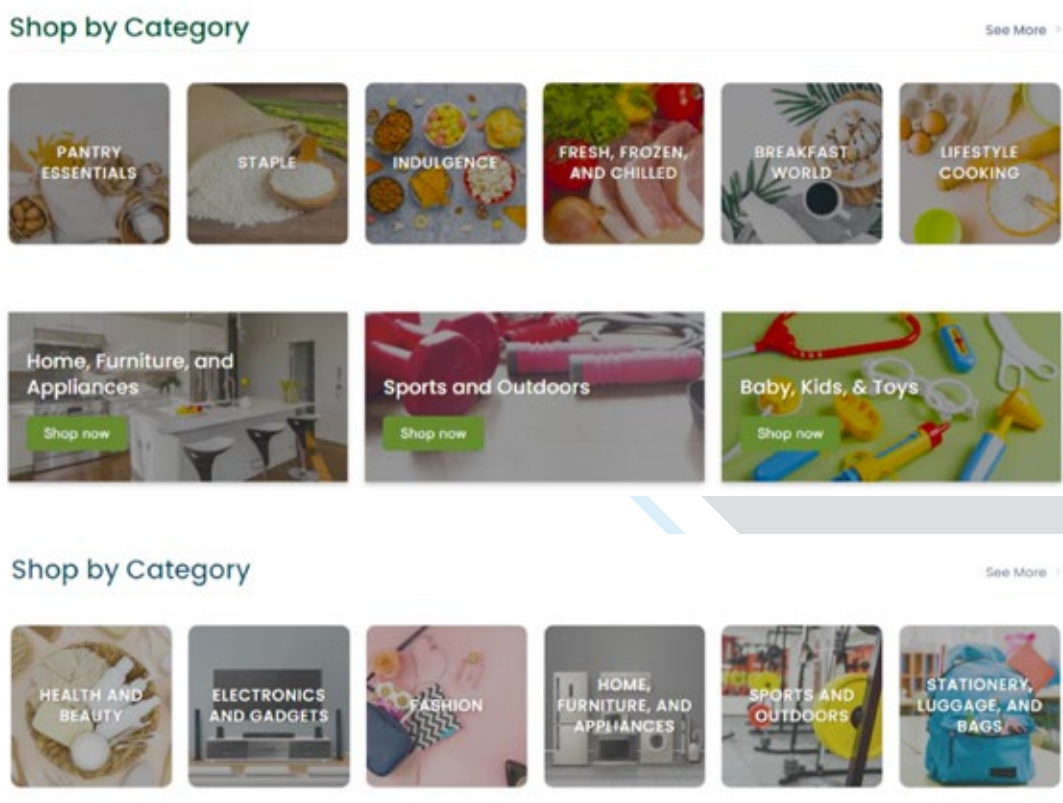 Shop by Category
See More
PANTRY
ESSENTIALS
STAPLE
INDULGENCE
FRESH, FROZEN,
AND CHILLED
BREAKFAST
WORLD
LIFESTYLE
COOKING
Home, Furniture, and
Appliances
Shop now
Sports and Outdoors
Shop now
Baby, Kids, & Toys
Shop now
Shop by Category
See More
HEALTH AND
BEAUTY
ELECTRONICS
AND GADGETS
FASHION
HOME,
FURNITURE, AND
APPLIANCES
SPORTS AND
OUTDOORS
STATIONERY,
LUGGAGE, AND
BAGS